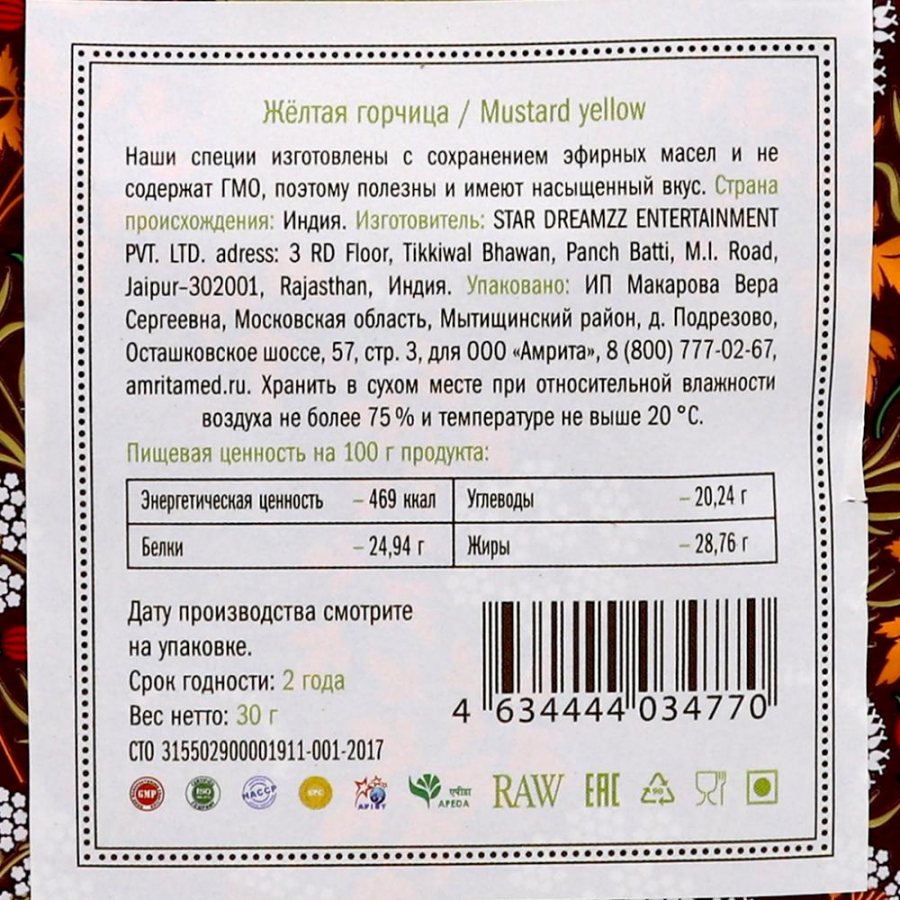 Жёлтая горчица / Mustard yellow
Наши специи изготовлены с сохранением эфирных масел и не
содержат ГМО, поэтому полезны и имеют насыщенный вкус. Страна
происхождения: Индия. Изготовитель: STAR DREAMZZ ENTERTAINMENT
PVT. LTD. adress: 3 RD Floor, Tikkiwal Bhawan, Panch Batti, M.I. Road,
Jaipur-302001, Rajasthan, Индия. Упаковано: ИП Макарова Вера
Сергеевна, Московская область, Мытищинский район, д. Подрезово,
Осташковское шоссе, 57, стр. 3, для ООО «Амрита», 8 (800) 777-02-67,
amritamed.ru. Хранить в сухом месте при относительной влажности
воздуха не более 75 % и температуре не выше 20 °С.
Пищевая ценность на 100 г продукта:
Энергетическая ценность – 469 ккал Углеводы – 20,24 г
Белки – 24,94 г Жиры – 28,76 г
Дату производства смотрите
на упаковке.
Срок годности: 2 года
Вес нетто: 30 г
СТО 315502900001911-001-2017
4 634444 034770
GMP ISO HACCP APEDA RAW EAC